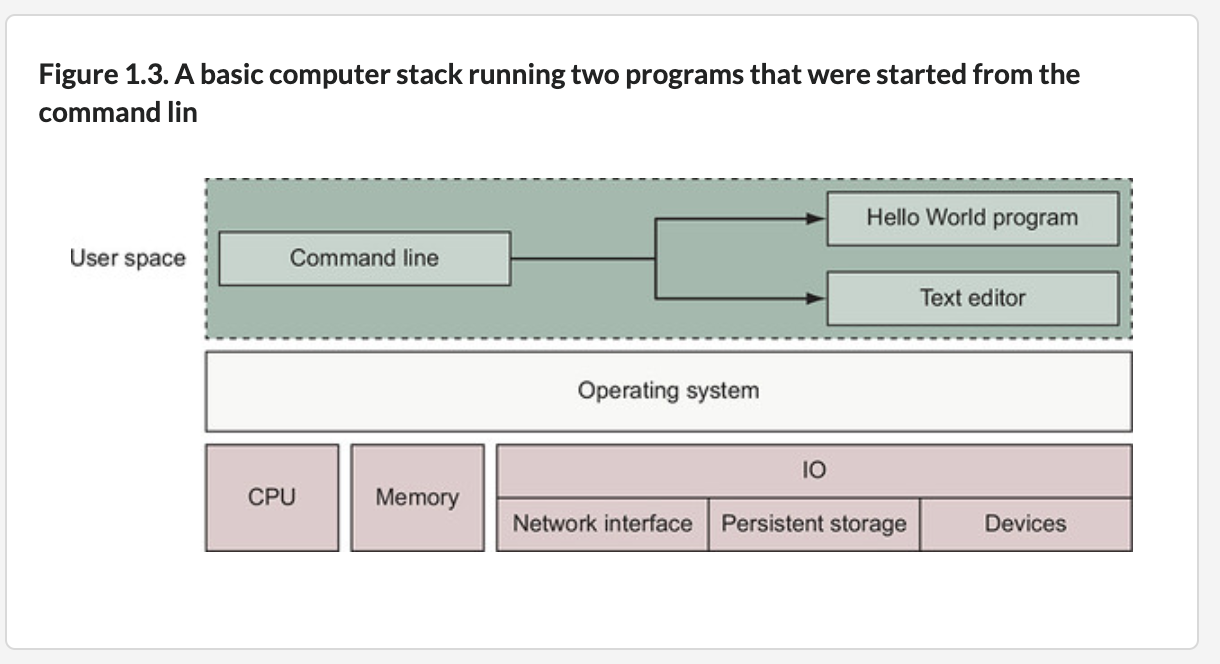 Figure 1.3. A basic computer stack running two programs that were started from the
command lin
Hello World program
User space
Command line
Text editor
Operating system
IO
CPU
Memory
Network interface
Persistent storage
Devices